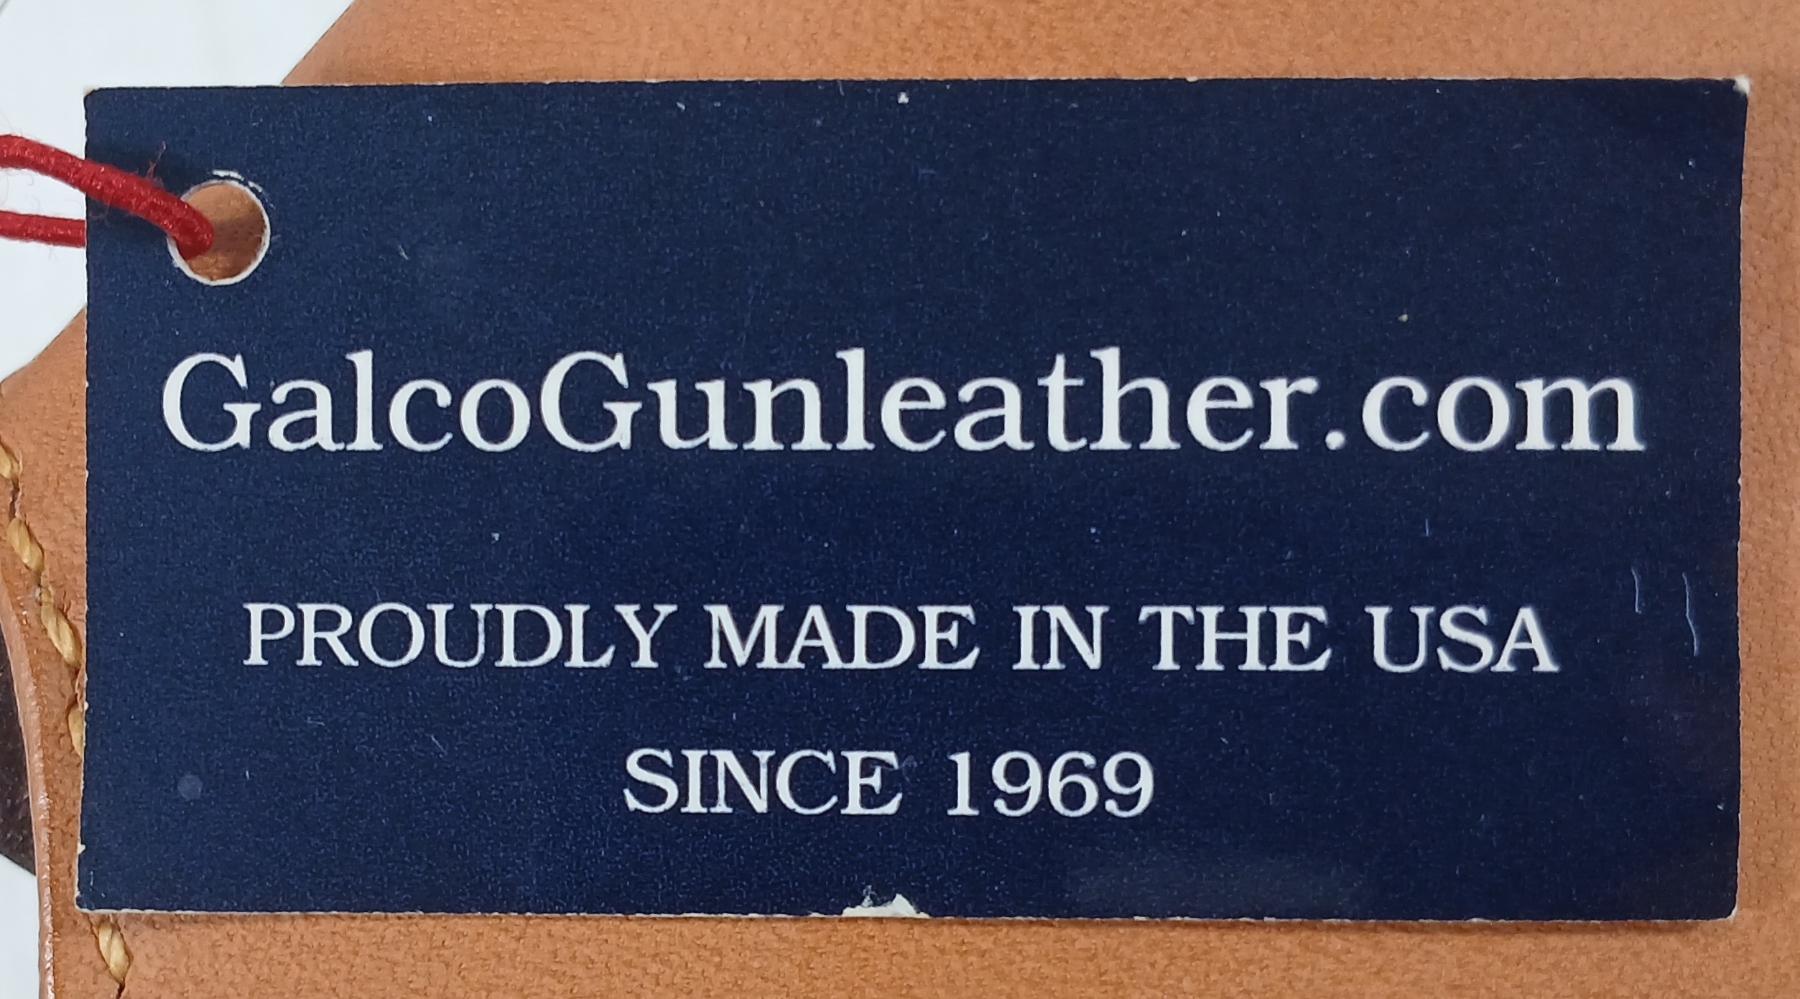 GalcoGunleather.com
PROUDLY MADE IN THE USA
SINCE 1969